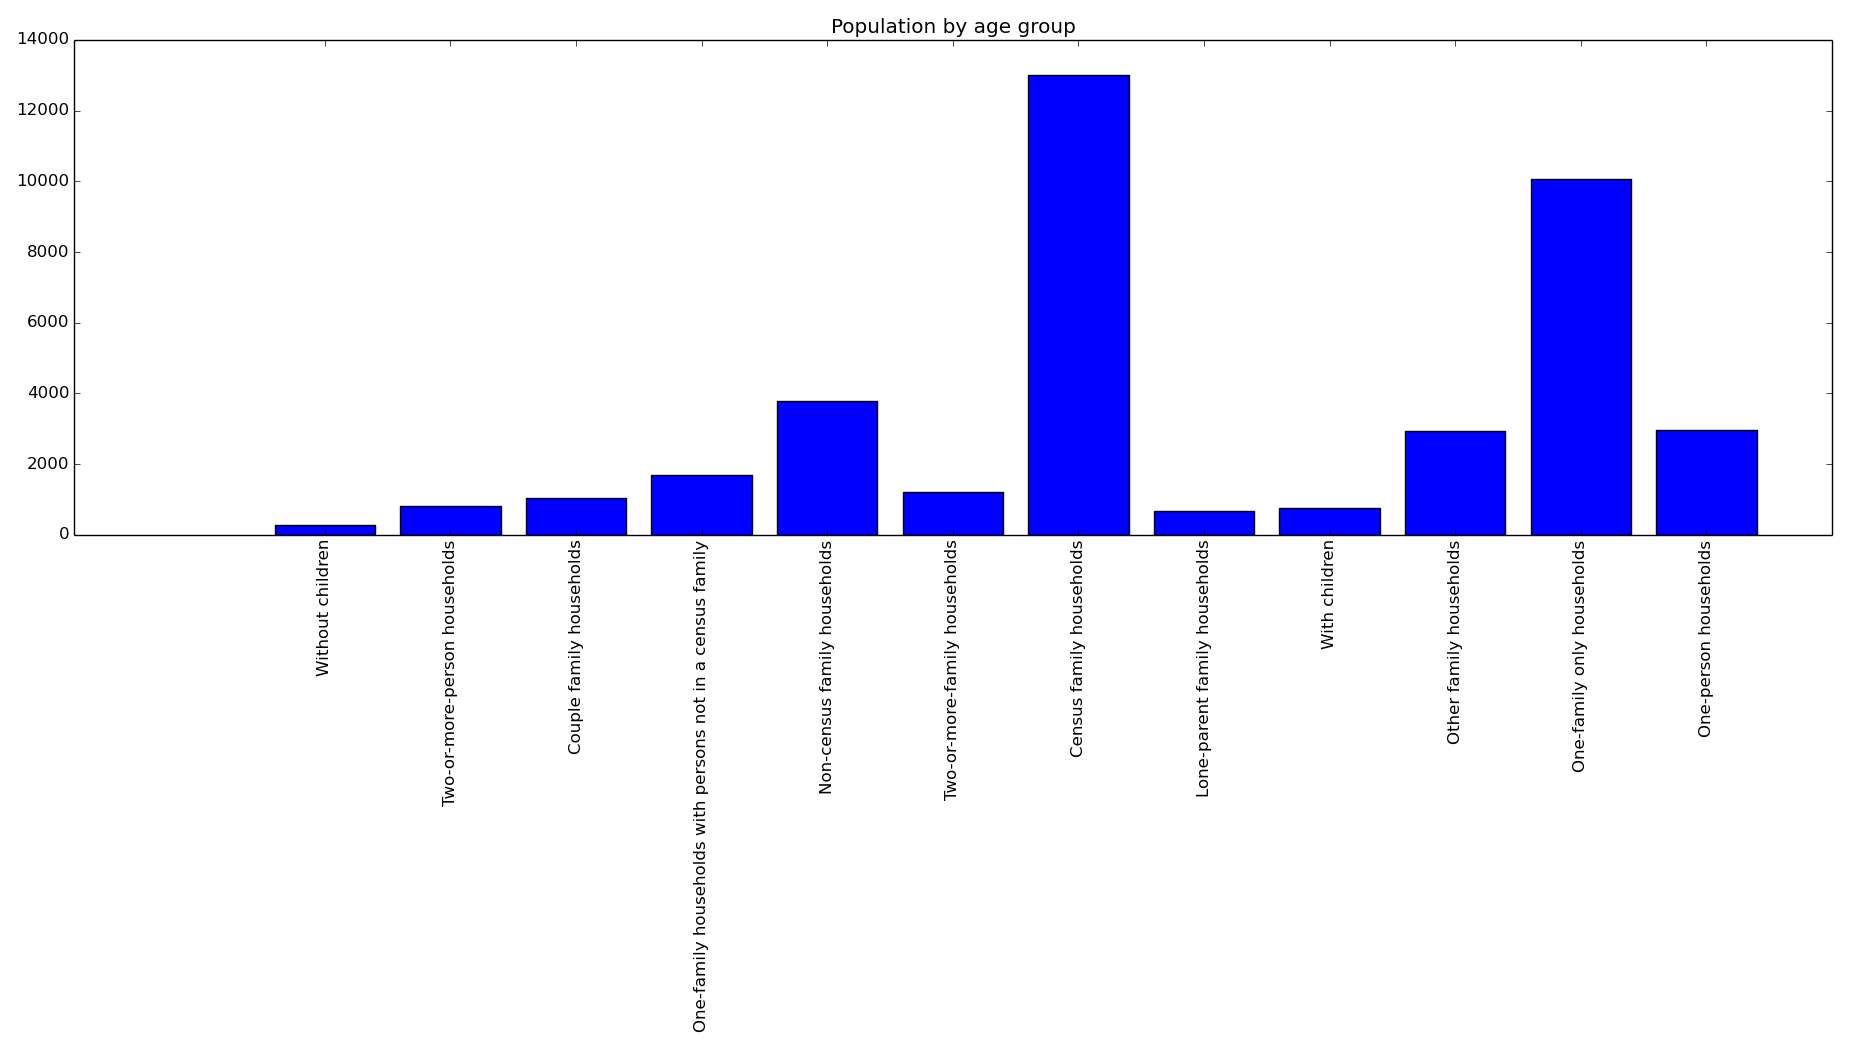 Population by age group
14000
12000
10000
8000
6000
4000
2000
0
Without children
Two-or-more-person households
Couple family households
One-family households with persons not in a census family
Non-census family households
Two-or-more-family households
Census family households
Lone-parent family households
With children
Other family households
One-family only households
One-person households